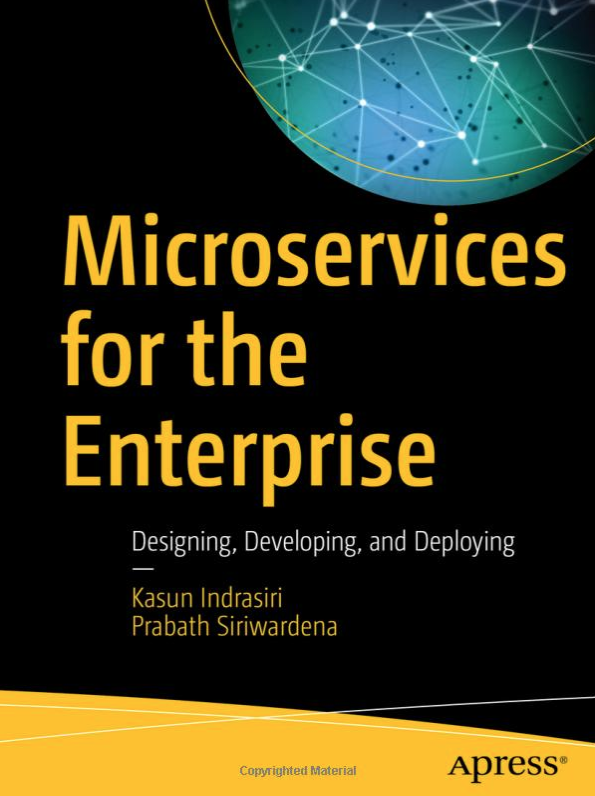 Microservices
for the
Enterprise
Designing, Developing, and Deploying
Kasun Indrasiri
Prabath Siriwardena
Copyrighted Material
Apress®